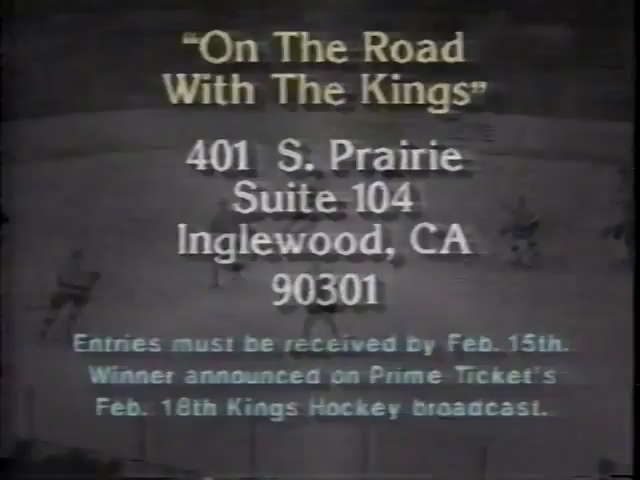 “On The Road
With The Kings”
401 S. Prairie
Suite 104
Inglewood, CA
90301
Entries must be received by Feb. 15th.
Winner announced on Prime Ticket's
Feb. 18th Kings Hockey broadcast.